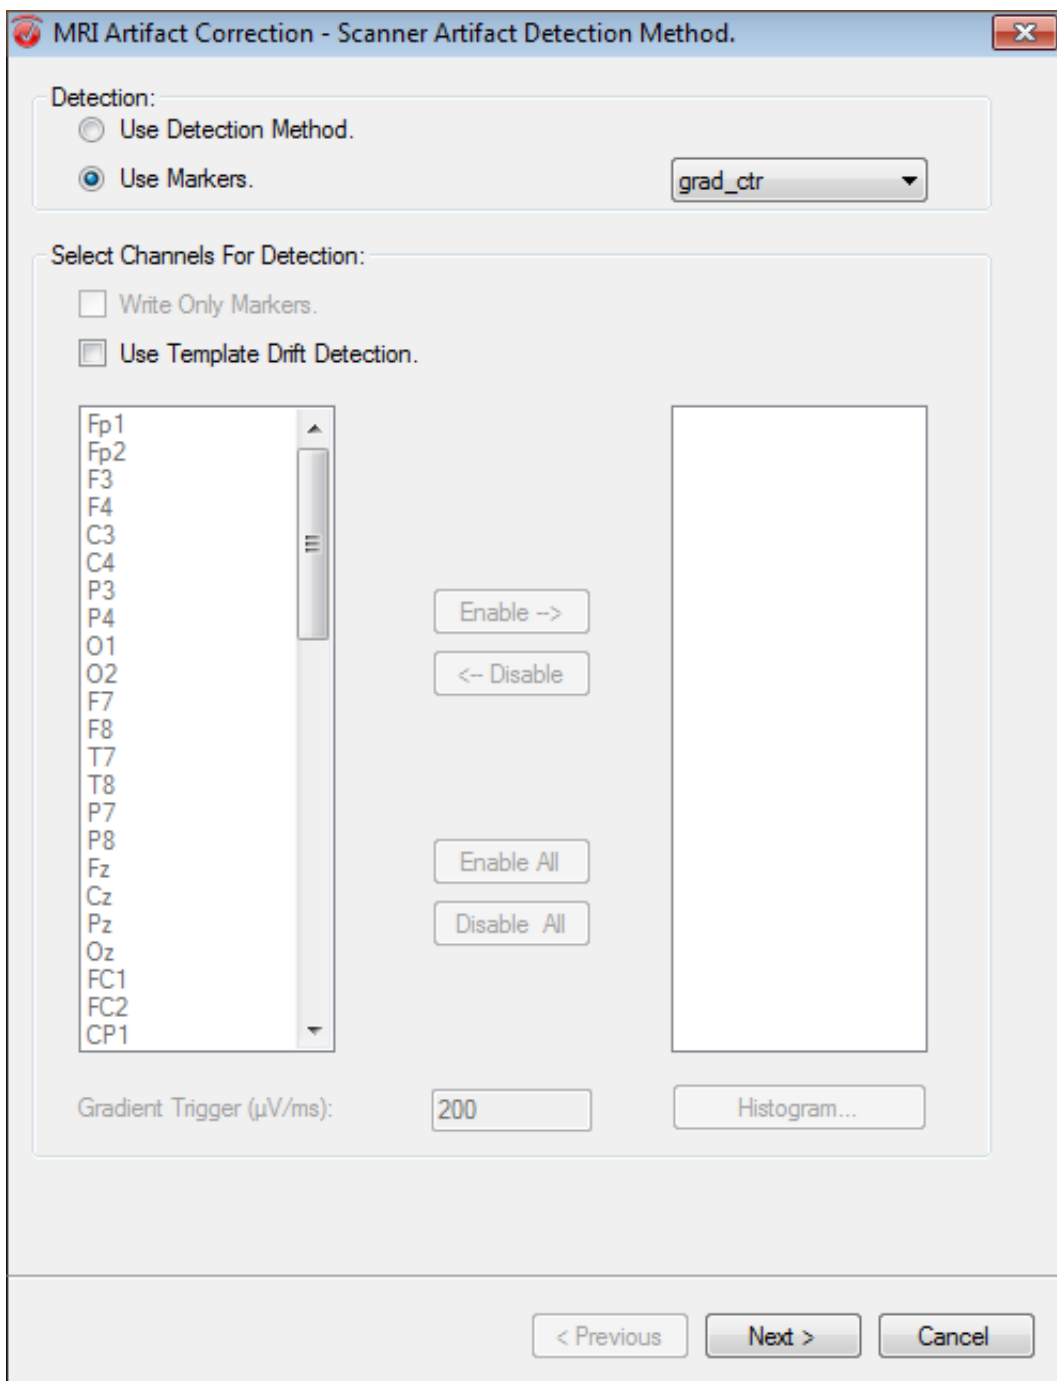 MRI Artifact Correction - Scanner Artifact Detection Method.
Detection:
Use Detection Method.
Use Markers.
grad_ctr
Select Channels For Detection:
Write Only Markers.
Use Template Drift Detection.
Fp1
Fp2
F3
F4
C3
C4
P3
P4
O1
O2
F7
F8
T7
T8
P7
P8
Fz
Cz
Pz
Oz
FC1
FC2
CP1
Enable -->
<-- Disable
Enable All
Disable All
Gradient Trigger (µV/ms):
200
Histogram...
< Previous
Next >
Cancel